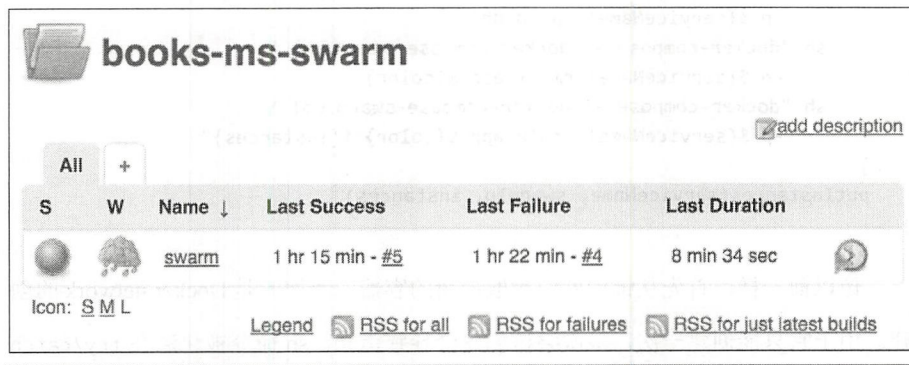 books-ms-swarm
add description
All +
S W Name ↓ Last Success Last Failure Last Duration
swarm 1 hr 15 min - #5 1 hr 22 min - #4 8 min 34 sec
Icon: S M L
Legend RSS for all RSS for failures RSS for just latest builds